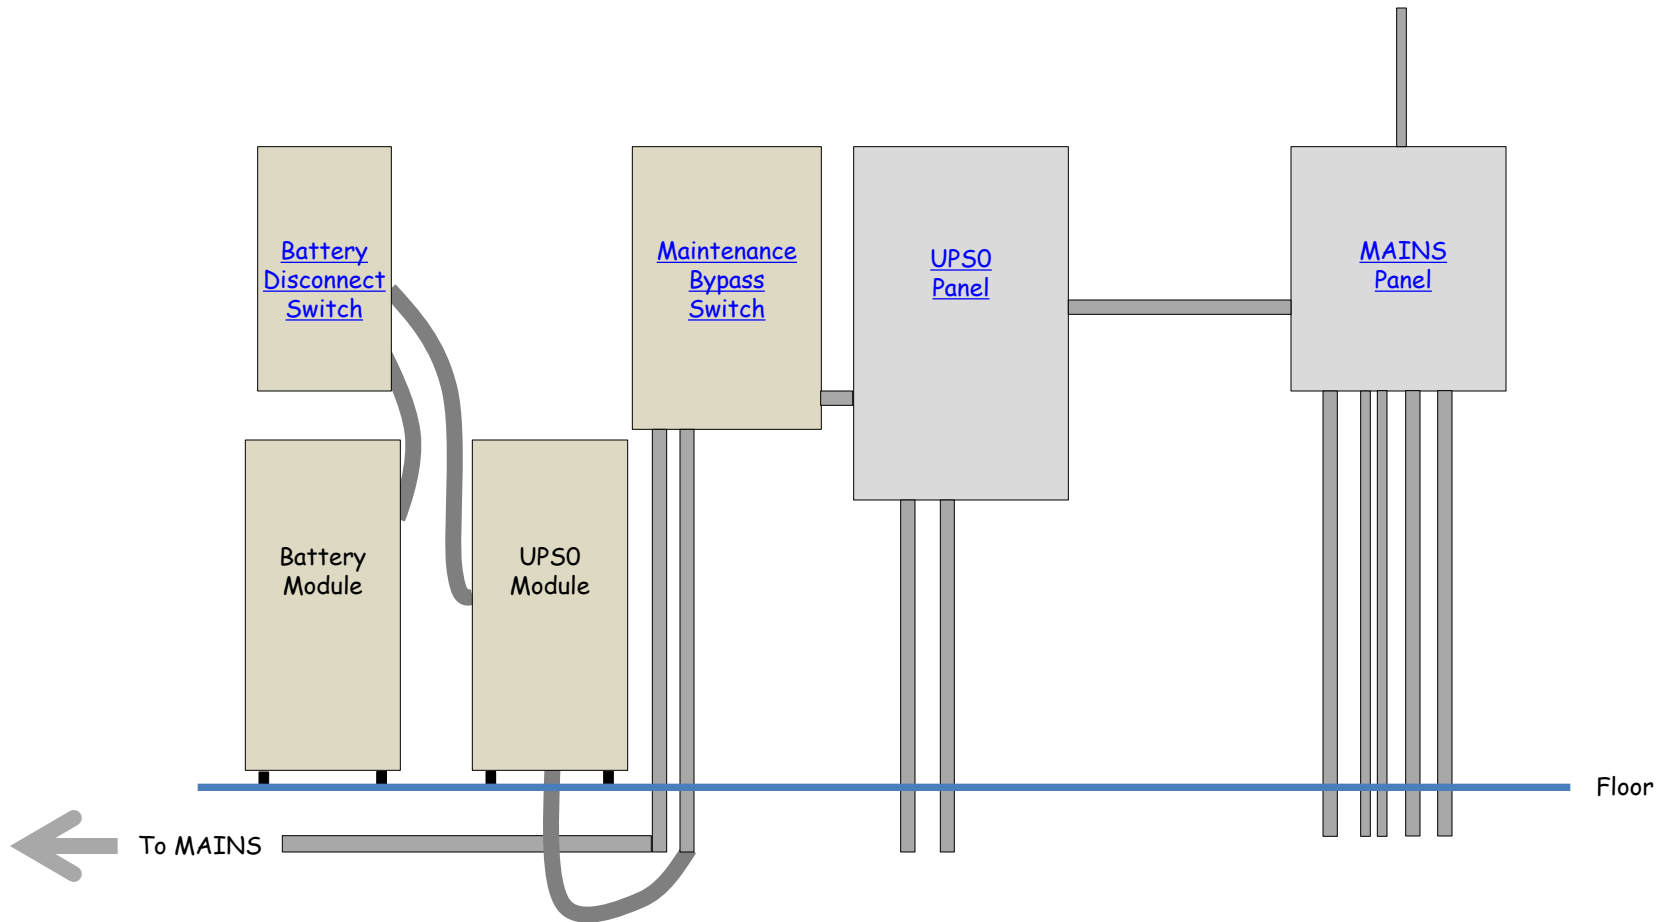 Battery
Disconnect
Switch
Maintenance
Bypass
Switch
UPS0
Panel
MAINS
Panel
Battery
Module
UPS0
Module
Floor
To MAINS